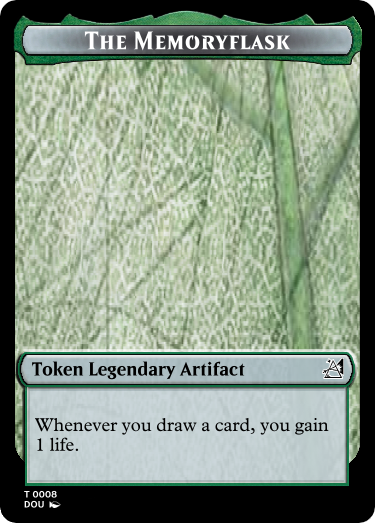 The Memoryflask
Token Legendary Artifact
Whenever you draw a card, you gain
1 life.
T 0008
DOU